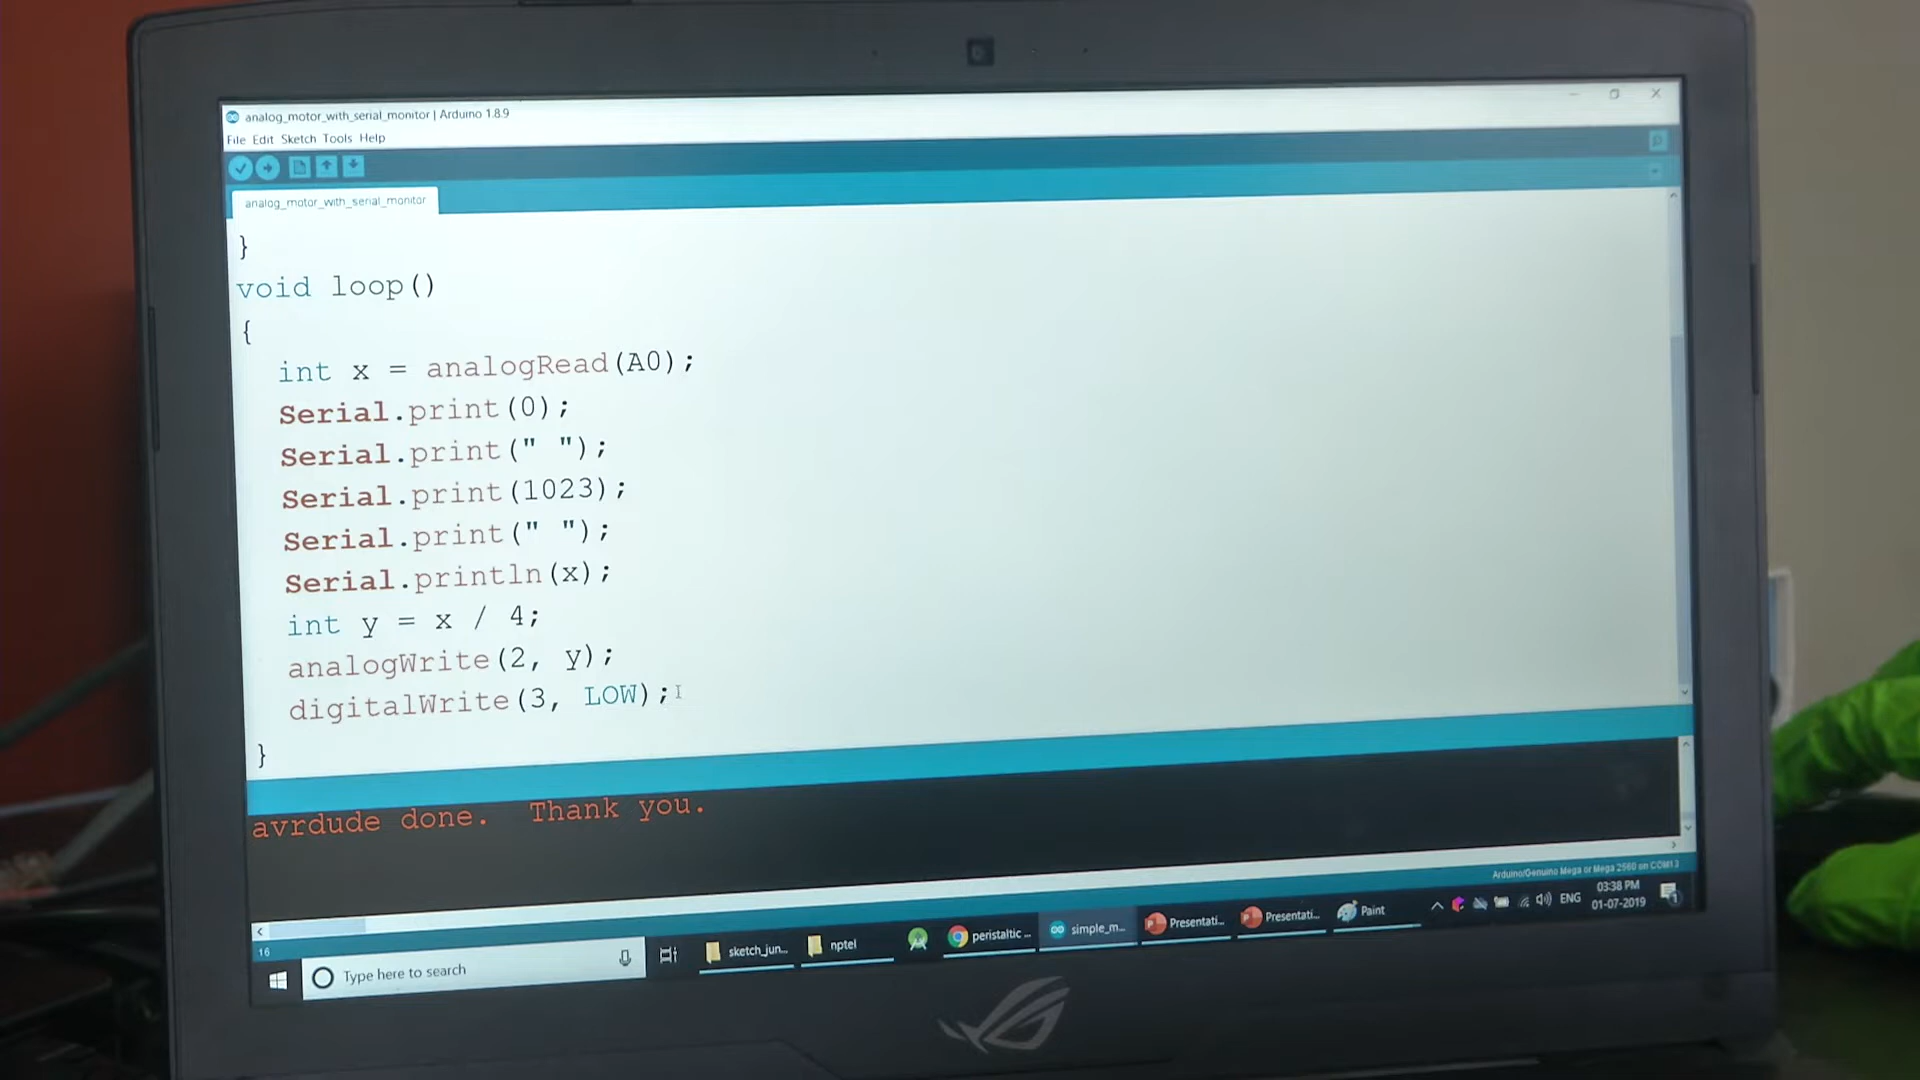 analog_motor_with_serial_monitor | Arduino 1.8.9
File Edit Sketch Tools Help
analog_motor_with_serial_monitor
}
void loop()
{
int x = analogRead(A0);
Serial.print(0);
Serial.print(" ");
Serial.print(1023);
Serial.print(" ");
Serial.println(x);
int y = x / 4;
analogWrite(2, y);
digitalWrite(3, LOW);
}
avrdude done.  Thank you.
16
Arduino/Genuino Mega or Mega 2560 on COM13
Type here to search
sketch_jun...
nptel
peristaltic ...
simple_m...
Presentati...
Presentati...
Paint
ENG
03:38 PM
01-07-2019
1